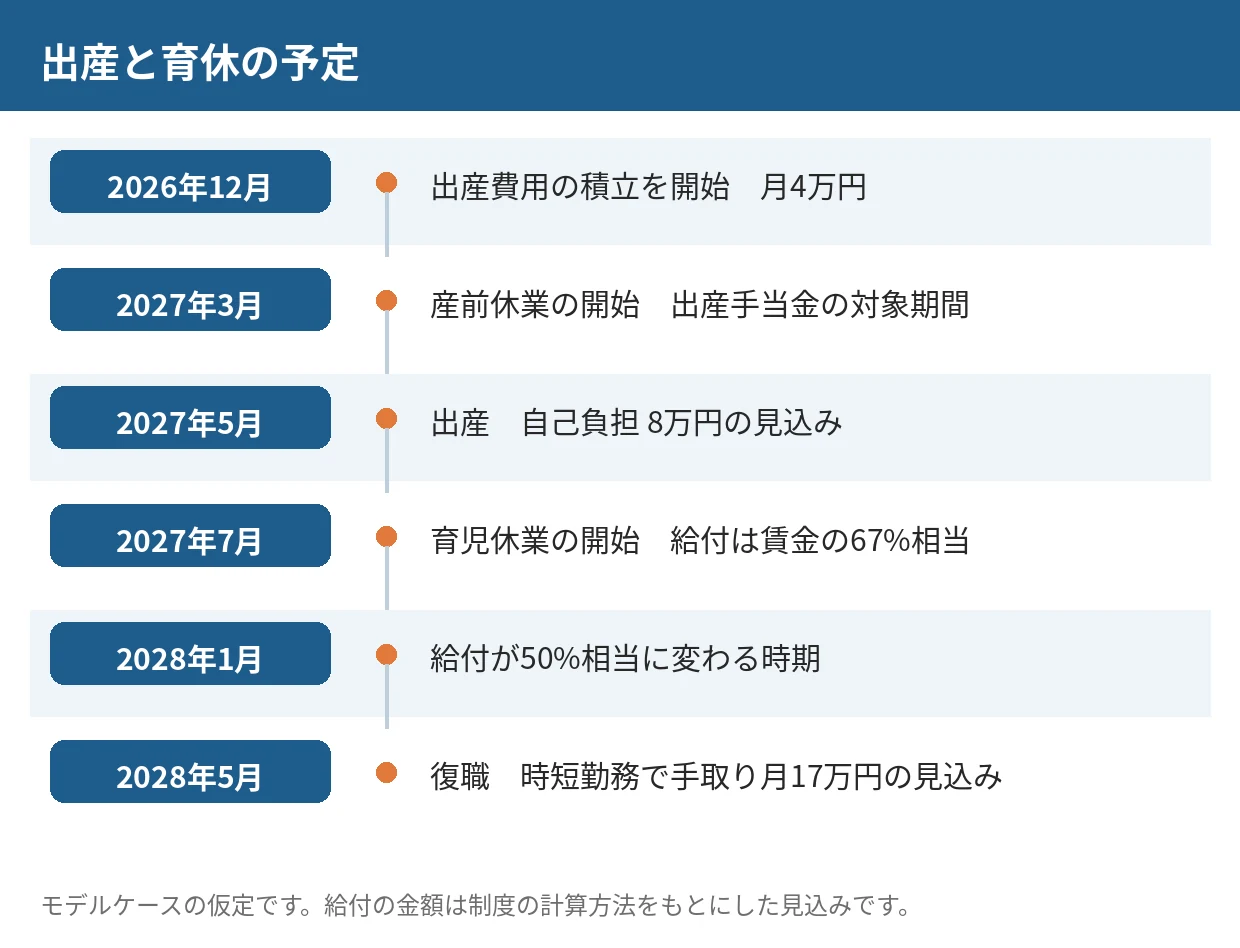 出産と育休の予定
2026年12月
出産費用の積立を開始　月4万円
2027年3月
産前休業の開始　出産手当金の対象期間
2027年5月
出産　自己負担 8万円の見込み
2027年7月
育児休業の開始　給付は賃金の67%相当
2028年1月
給付が50%相当に変わる時期
2028年5月
復職　時短勤務で手取り月17万円の見込み
モデルケースの仮定です。給付の金額は制度の計算方法をもとにした見込みです。